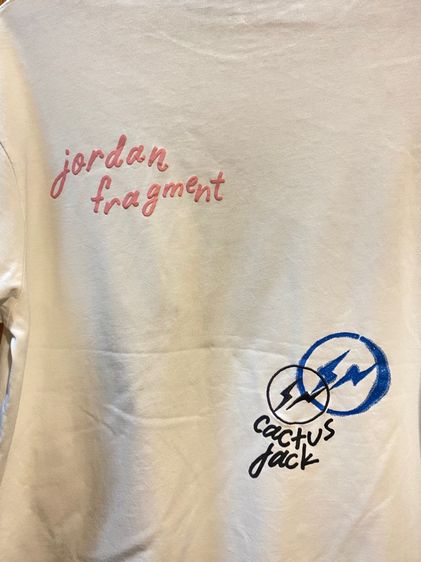 jordan
fragment
cactus
jack